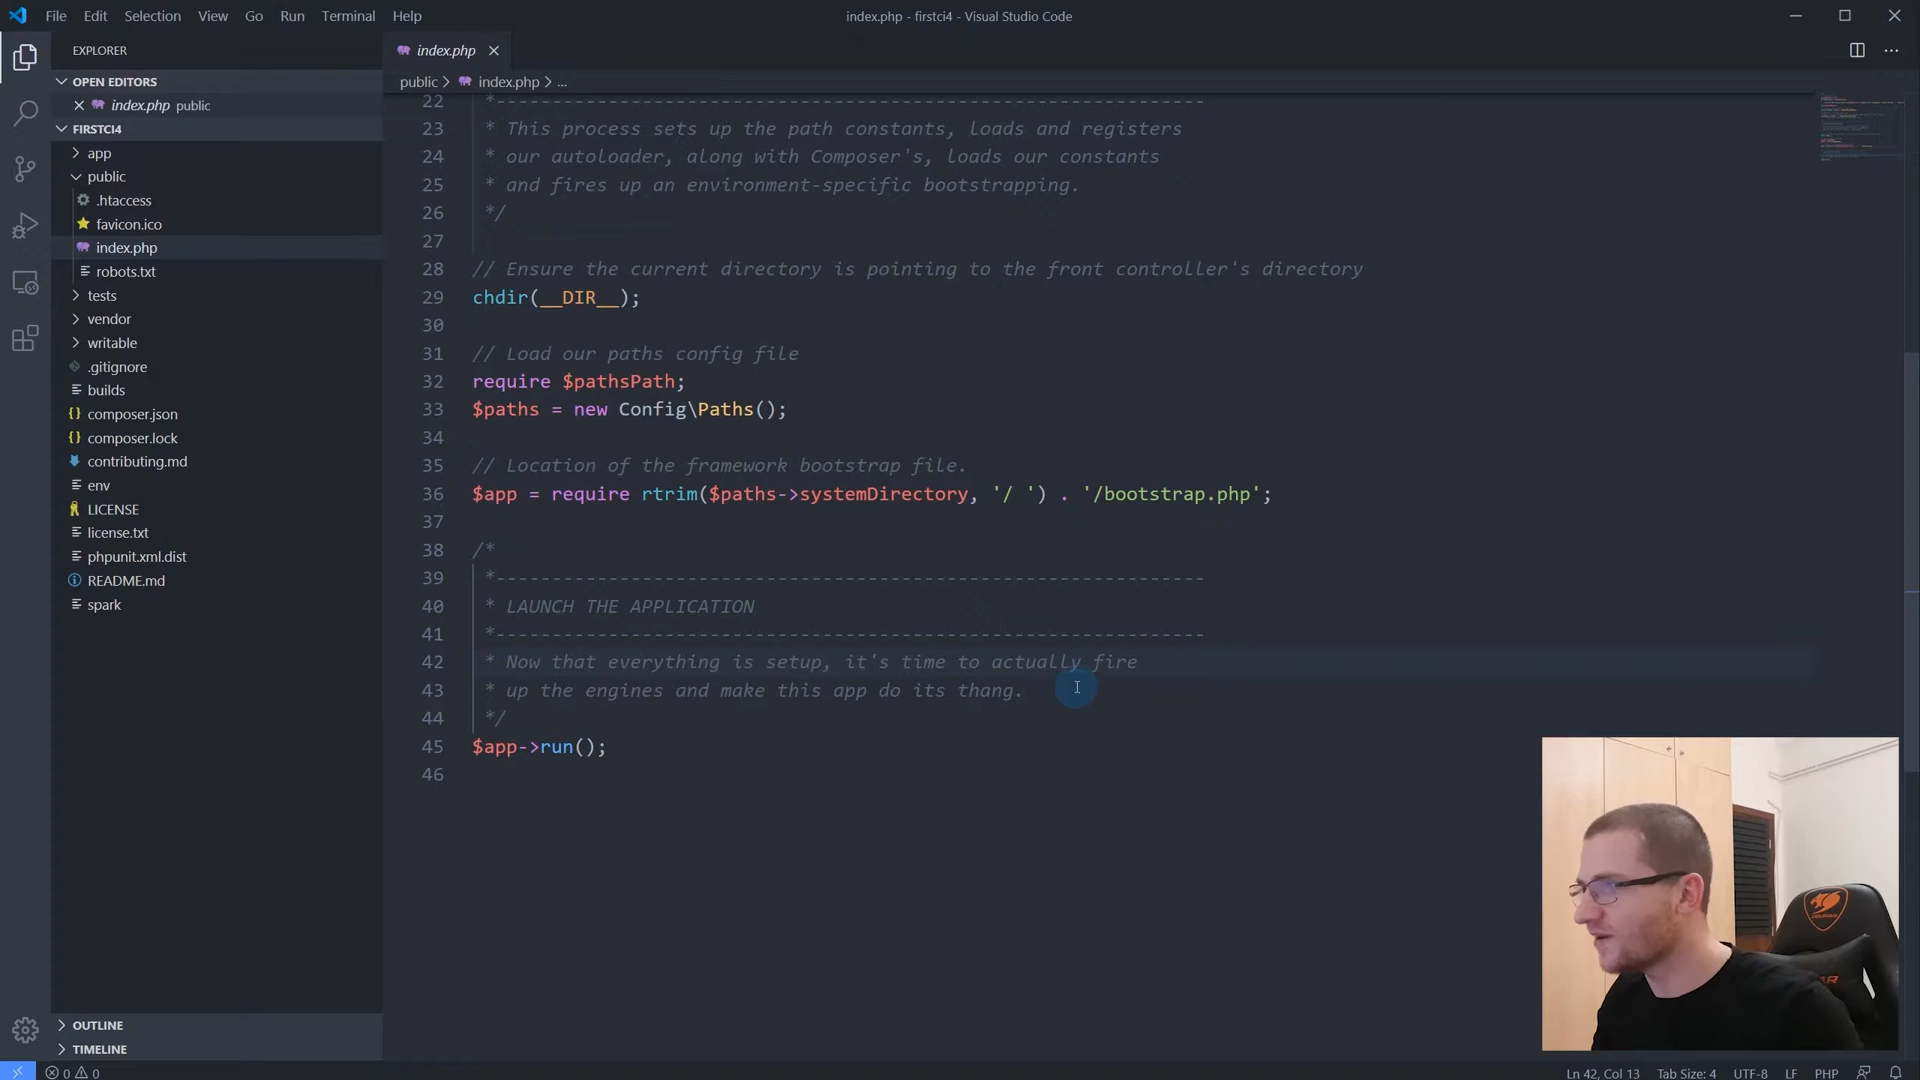 File Edit Selection View Go Run Terminal Help
index.php - firstci4 - Visual Studio Code
EXPLORER
OPEN EDITORS
index.php public
FIRSTCI4
app
public
.htaccess
favicon.ico
index.php
robots.txt
tests
vendor
writable
.gitignore
builds
composer.json
composer.lock
contributing.md
env
LICENSE
license.txt
phpunit.xml.dist
README.md
spark
OUTLINE
TIMELINE
index.php
public > index.php > ...
22 *---------------------------------------------------------------
23 * This process sets up the path constants, loads and registers
24 * our autoloader, along with Composer's, loads our constants
25 * and fires up an environment-specific bootstrapping.
26 */
27
28 // Ensure the current directory is pointing to the front controller's directory
29 chdir(__DIR__);
30
31 // Load our paths config file
32 require $pathsPath;
33 $paths = new Config\Paths();
34
35 // Location of the framework bootstrap file.
36 $app = require rtrim($paths->systemDirectory, '/ ') . '/bootstrap.php';
37
38 /*
39 *---------------------------------------------------------------
40 * LAUNCH THE APPLICATION
41 *---------------------------------------------------------------
42 * Now that everything is setup, it's time to actually fire
43 * up the engines and make this app do its thang.
44 */
45 $app->run();
46
COUGAR
0 0
Ln 42, Col 13 Tab Size: 4 UTF-8 LF PHP